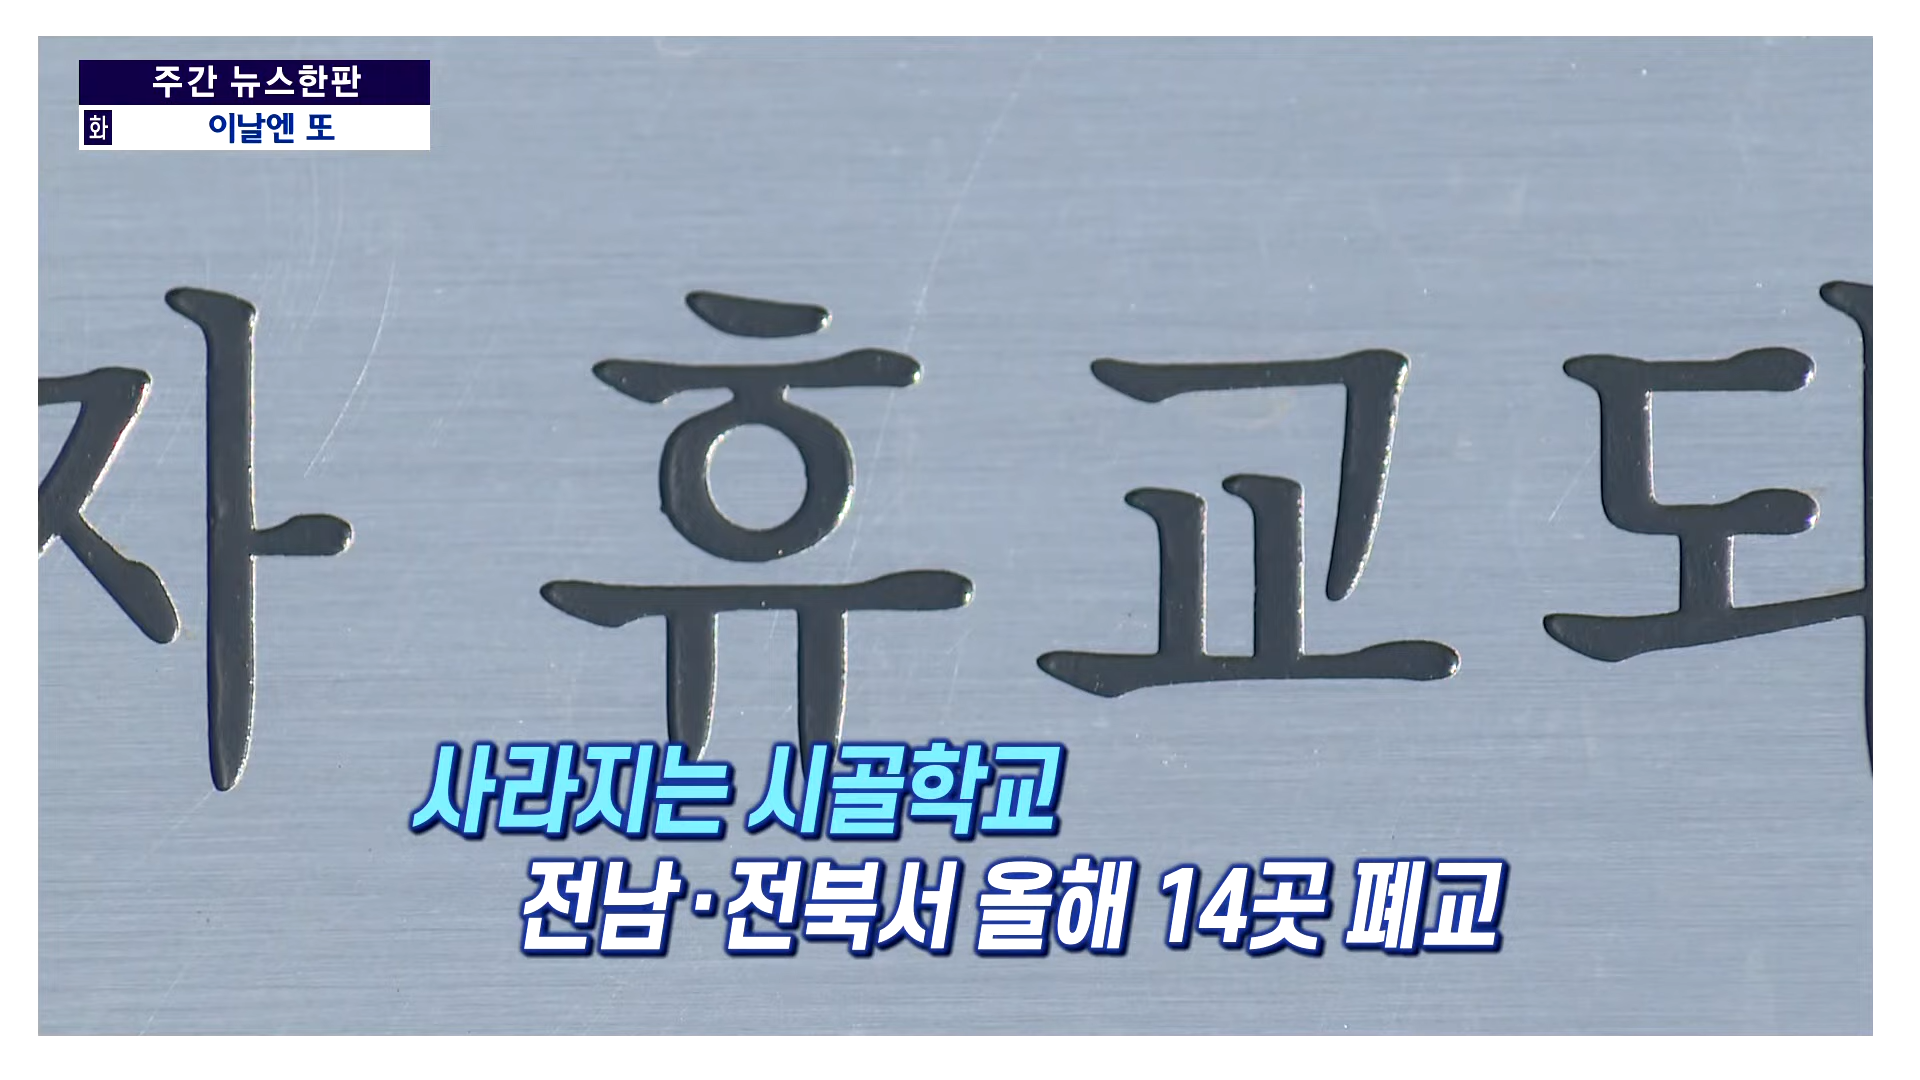 주간 뉴스한판
화 이날엔 또
자 휴교되
사라지는 시골학교
전남·전북서 올해 14곳 폐교